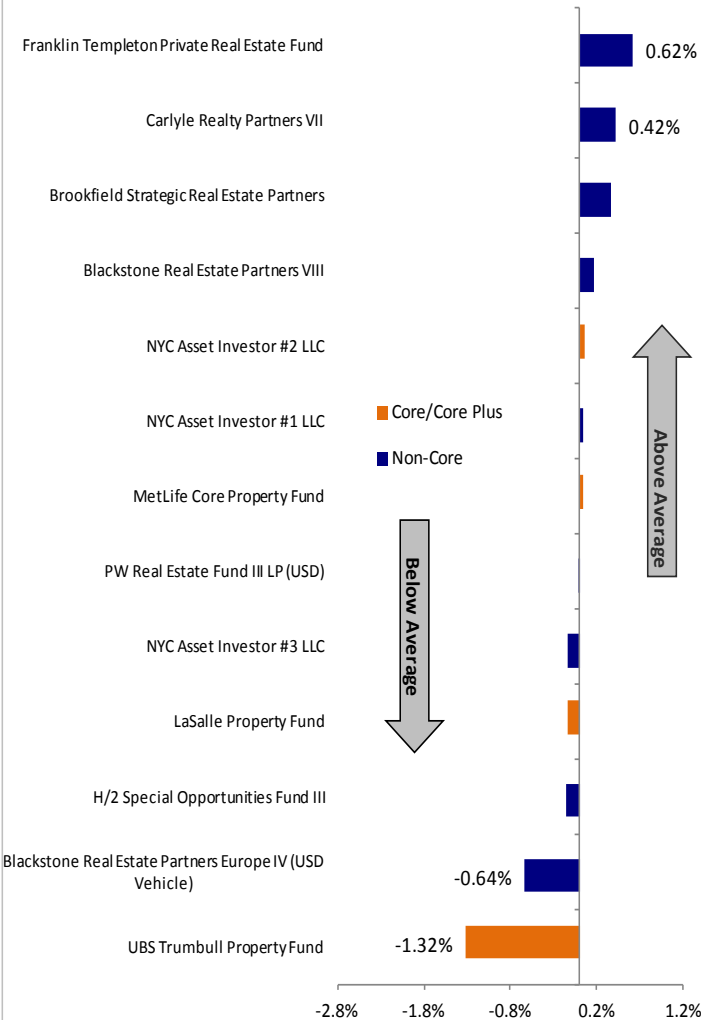 Franklin Templeton Private Real Estate Fund
0.62%
Carlyle Realty Partners VII
0.42%
Brookfield Strategic Real Estate Partners
Blackstone Real Estate Partners VIII
NYC Asset Investor #2 LLC
NYC Asset Investor #1 LLC
Core/Core Plus
Non-Core
MetLife Core Property Fund
Above Average
PW Real Estate Fund III LP (USD)
Below Average
NYC Asset Investor #3 LLC
LaSalle Property Fund
H/2 Special Opportunities Fund III
Blackstone Real Estate Partners Europe IV (USD
Vehicle)
-0.64%
UBS Trumbull Property Fund
-1.32%
-2.8% -1.8% -0.8% 0.2% 1.2%